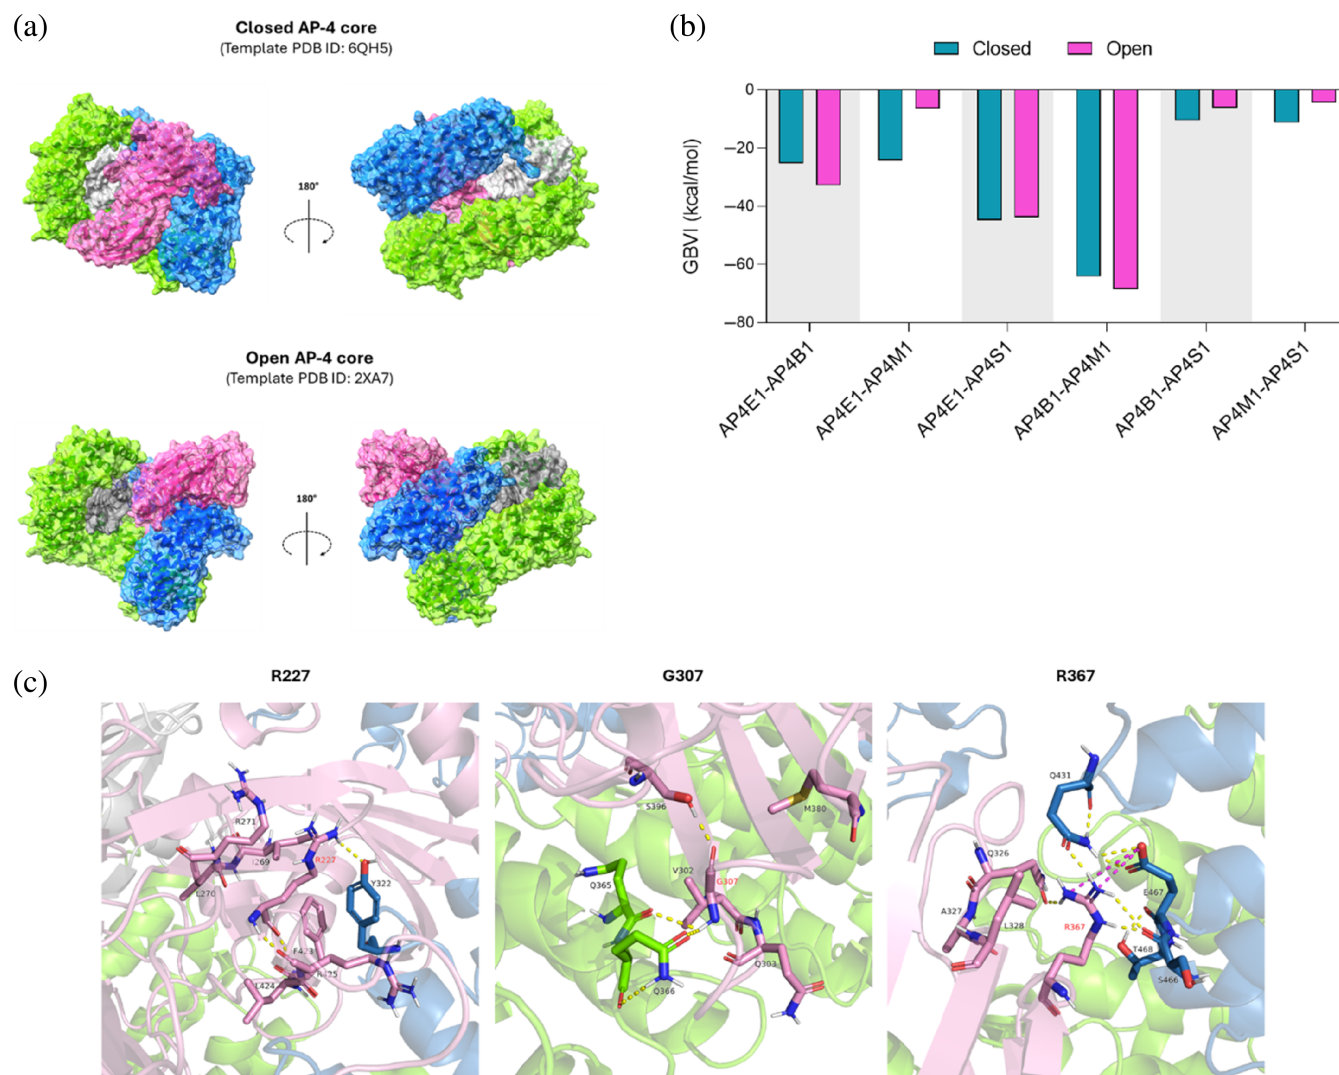 (a)
Closed AP-4 core
(Template PDB ID: 6QH5)
180°
Open AP-4 core
(Template PDB ID: 2XA7)
180°
(b)
Closed
Open
GBVI (kcal/mol)
0
−20
−40
−60
−80
AP4E1-AP4B1
AP4E1-AP4M1
AP4E1-AP4S1
AP4B1-AP4M1
AP4B1-AP4S1
AP4M1-AP4S1
(c)
R227
R271
I269
R227
L270
Y322
F423
R425
L424
G307
S396
M380
V302
Q365
G307
Q303
Q366
R367
Q431
Q326
E467
A327
L328
R367
T468
S466